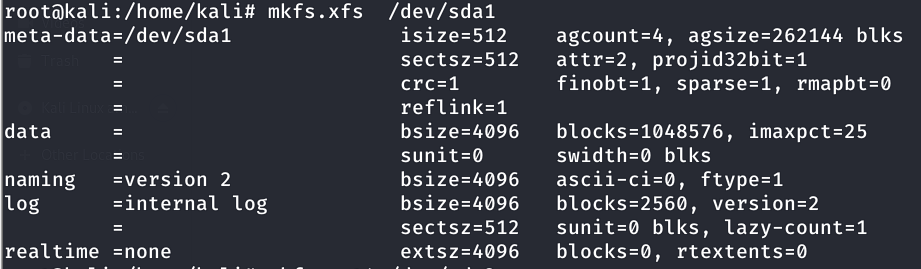 root@kali:/home/kali# mkfs.xfs  /dev/sda1
meta-data=/dev/sda1              isize=512    agcount=4, agsize=262144 blks
         =                       sectsz=512   attr=2, projid32bit=1
         =                       crc=1        finobt=1, sparse=1, rmapbt=0
         =                       reflink=1
data     =                       bsize=4096   blocks=1048576, imaxpct=25
         =                       sunit=0      swidth=0 blks
naming   =version 2              bsize=4096   ascii-ci=0, ftype=1
log      =internal log           bsize=4096   blocks=2560, version=2
         =                       sectsz=512   sunit=0 blks, lazy-count=1
realtime =none                   extsz=4096   blocks=0, rtextents=0